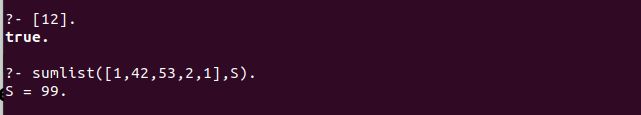 ?- [12].
true.
?- sumlist([1,42,53,2,1],S).
S = 99.